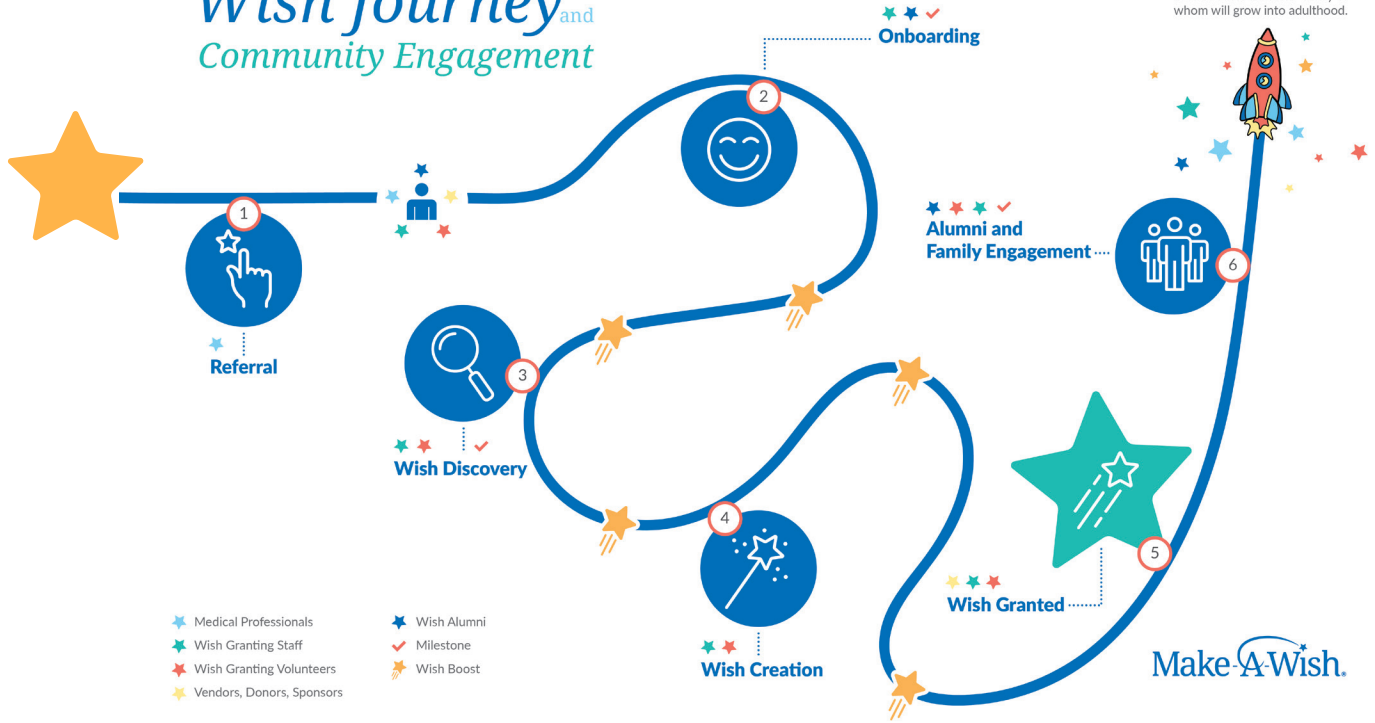 Wish Journey and
Community Engagement
whom will grow into adulthood.
2
Onboarding
1
Referral
Alumni and
Family Engagement
6
3
Wish Discovery
4
Wish Creation
5
Wish Granted
Medical Professionals
Wish Granting Staff
Wish Granting Volunteers
Vendors, Donors, Sponsors
Wish Alumni
Milestone
Wish Boost
Make-A-Wish®